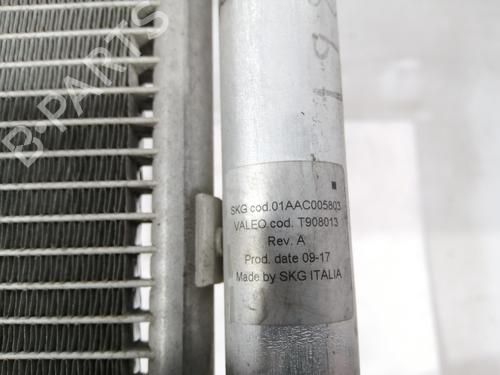 SKG cod.01AAC005803
VALEO cod. T908013
Rev. A
Prod. date 09-17
Made by SKG ITALIA
B-PARTS